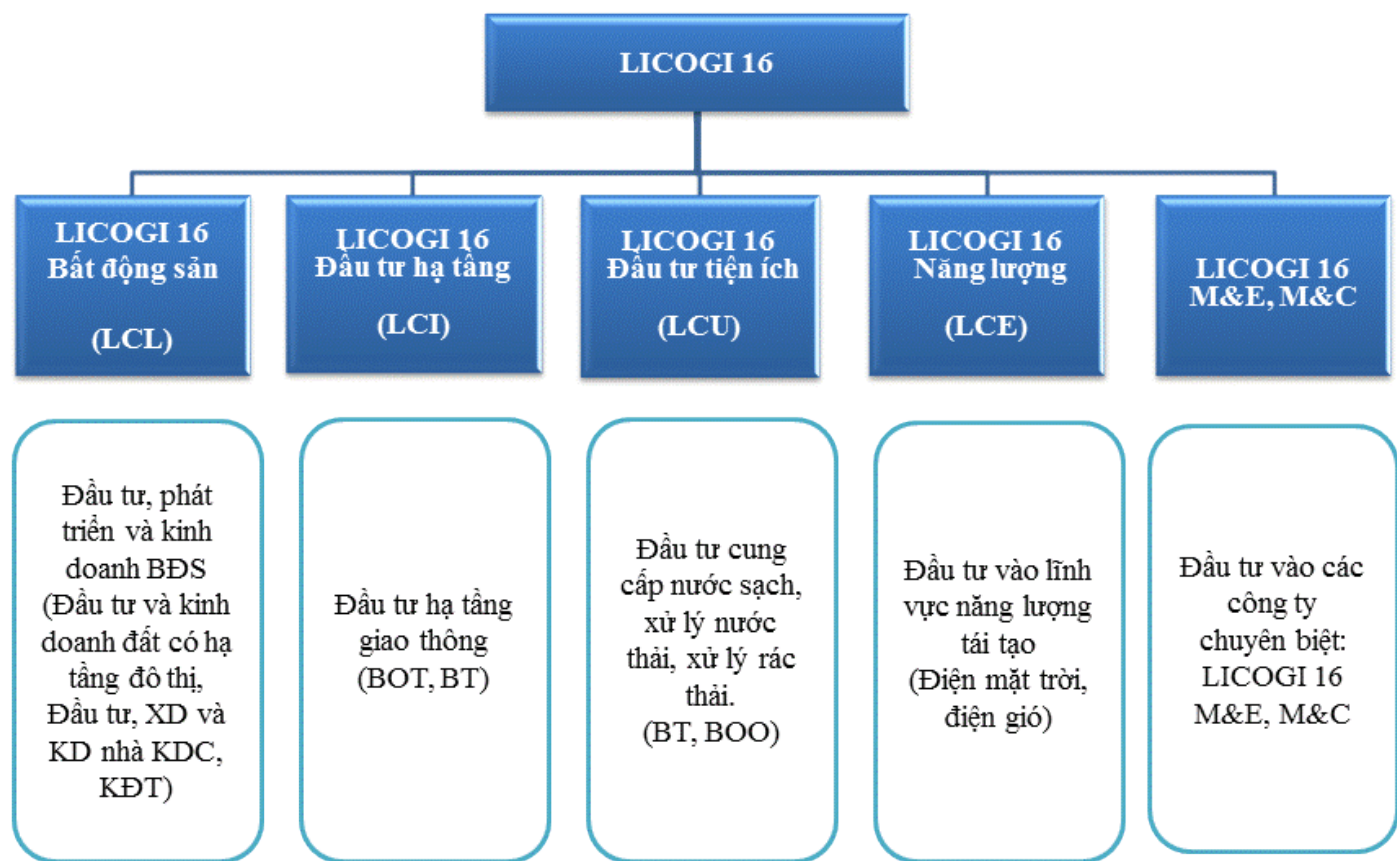 LICOGI 16
LICOGI 16
Bất động sản
(LCL)
LICOGI 16
Đầu tư hạ tầng
(LCI)
LICOGI 16
Đầu tư tiện ích
(LCU)
LICOGI 16
Năng lượng
(LCE)
LICOGI 16
M&E, M&C
Đầu tư, phát
triển và kinh
doanh BĐS
(Đầu tư và kinh
doanh đất có hạ
tầng đô thị,
Đầu tư, XD và
KD nhà KDC,
KĐT)
Đầu tư hạ tầng
giao thông
(BOT, BT)
Đầu tư cung
cấp nước sạch,
xử lý nước
thải, xử lý rác
thải.
(BT, BOO)
Đầu tư vào lĩnh
vực năng lượng
tái tạo
(Điện mặt trời,
điện gió)
Đầu tư vào các
công ty
chuyên biệt:
LICOGI 16
M&E, M&C